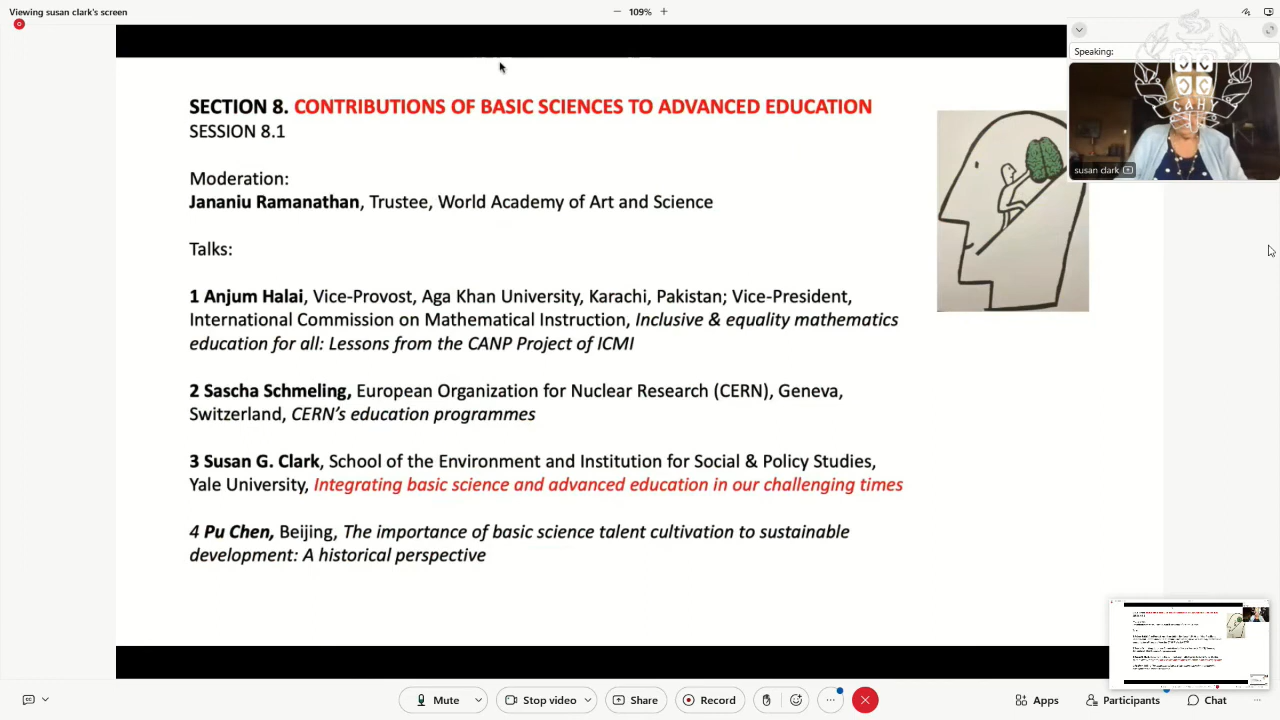 Viewing susan clark's screen
109%
Speaking:
CAHY
susan clark
SECTION 8. CONTRIBUTIONS OF BASIC SCIENCES TO ADVANCED EDUCATION
SESSION 8.1
Moderation:
Jananiu Ramanathan, Trustee, World Academy of Art and Science
Talks:
1 Anjum Halai, Vice-Provost, Aga Khan University, Karachi, Pakistan; Vice-President,
International Commission on Mathematical Instruction, Inclusive & equality mathematics
education for all: Lessons from the CANP Project of ICMI
2 Sascha Schmeling, European Organization for Nuclear Research (CERN), Geneva,
Switzerland, CERN's education programmes
3 Susan G. Clark, School of the Environment and Institution for Social & Policy Studies,
Yale University, Integrating basic science and advanced education in our challenging times
4 Pu Chen, Beijing, The importance of basic science talent cultivation to sustainable
development: A historical perspective
Mute
Stop video
Share
Record
Apps
Participants
Chat